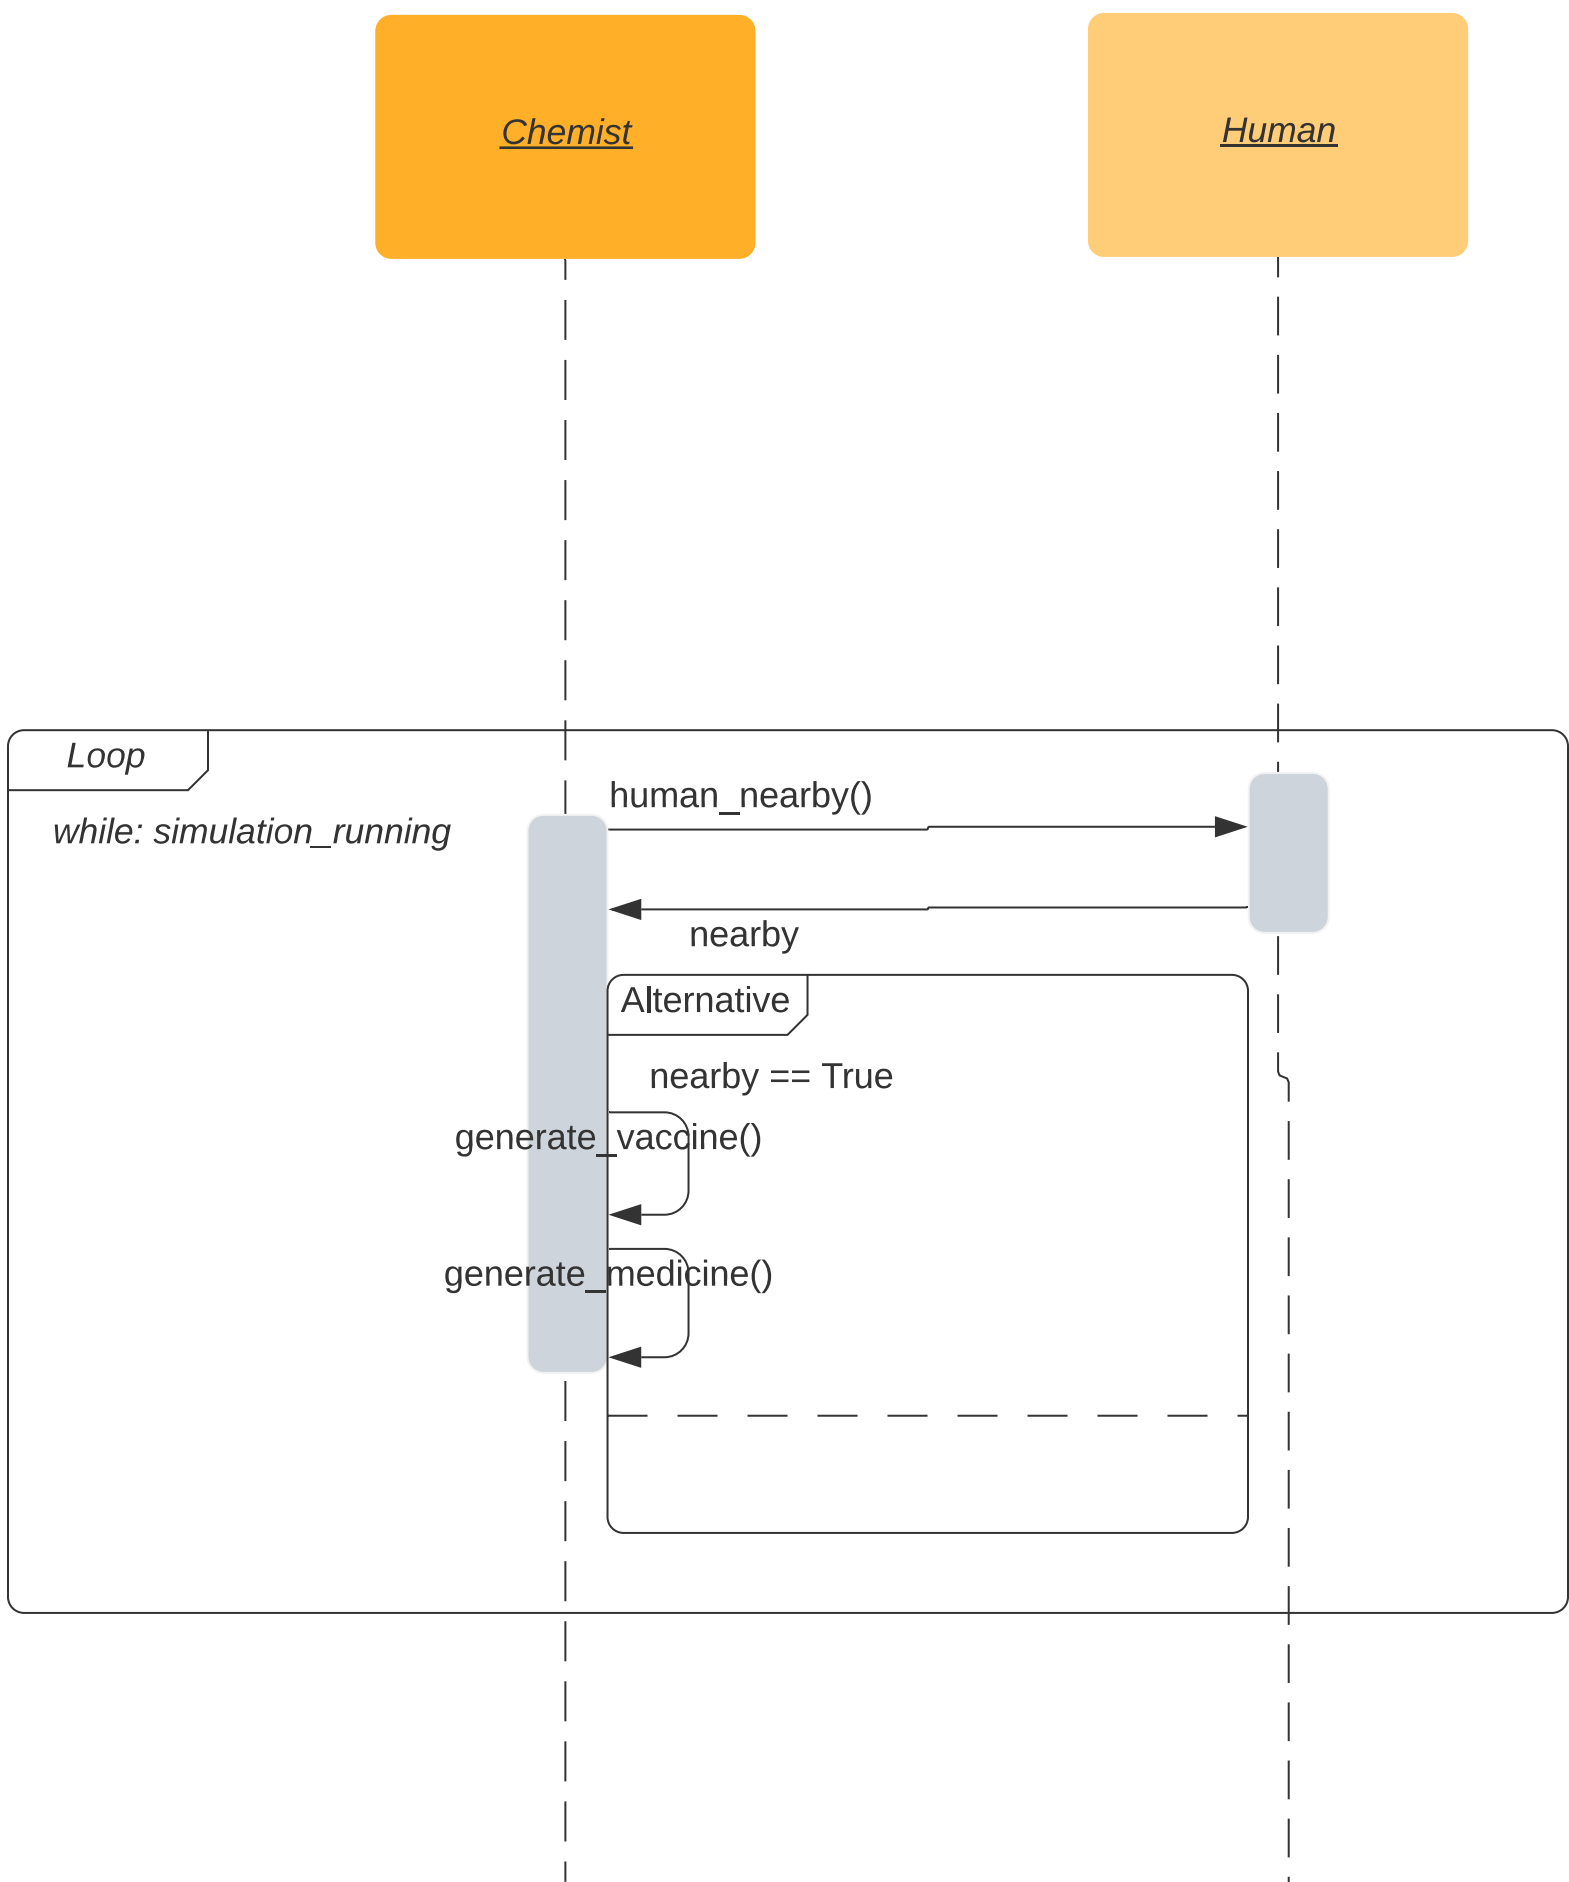 Chemist
Human
Loop
human_nearby()
while: simulation_running
nearby
Alternative
nearby == True
generate_vaccine()
generate_medicine()